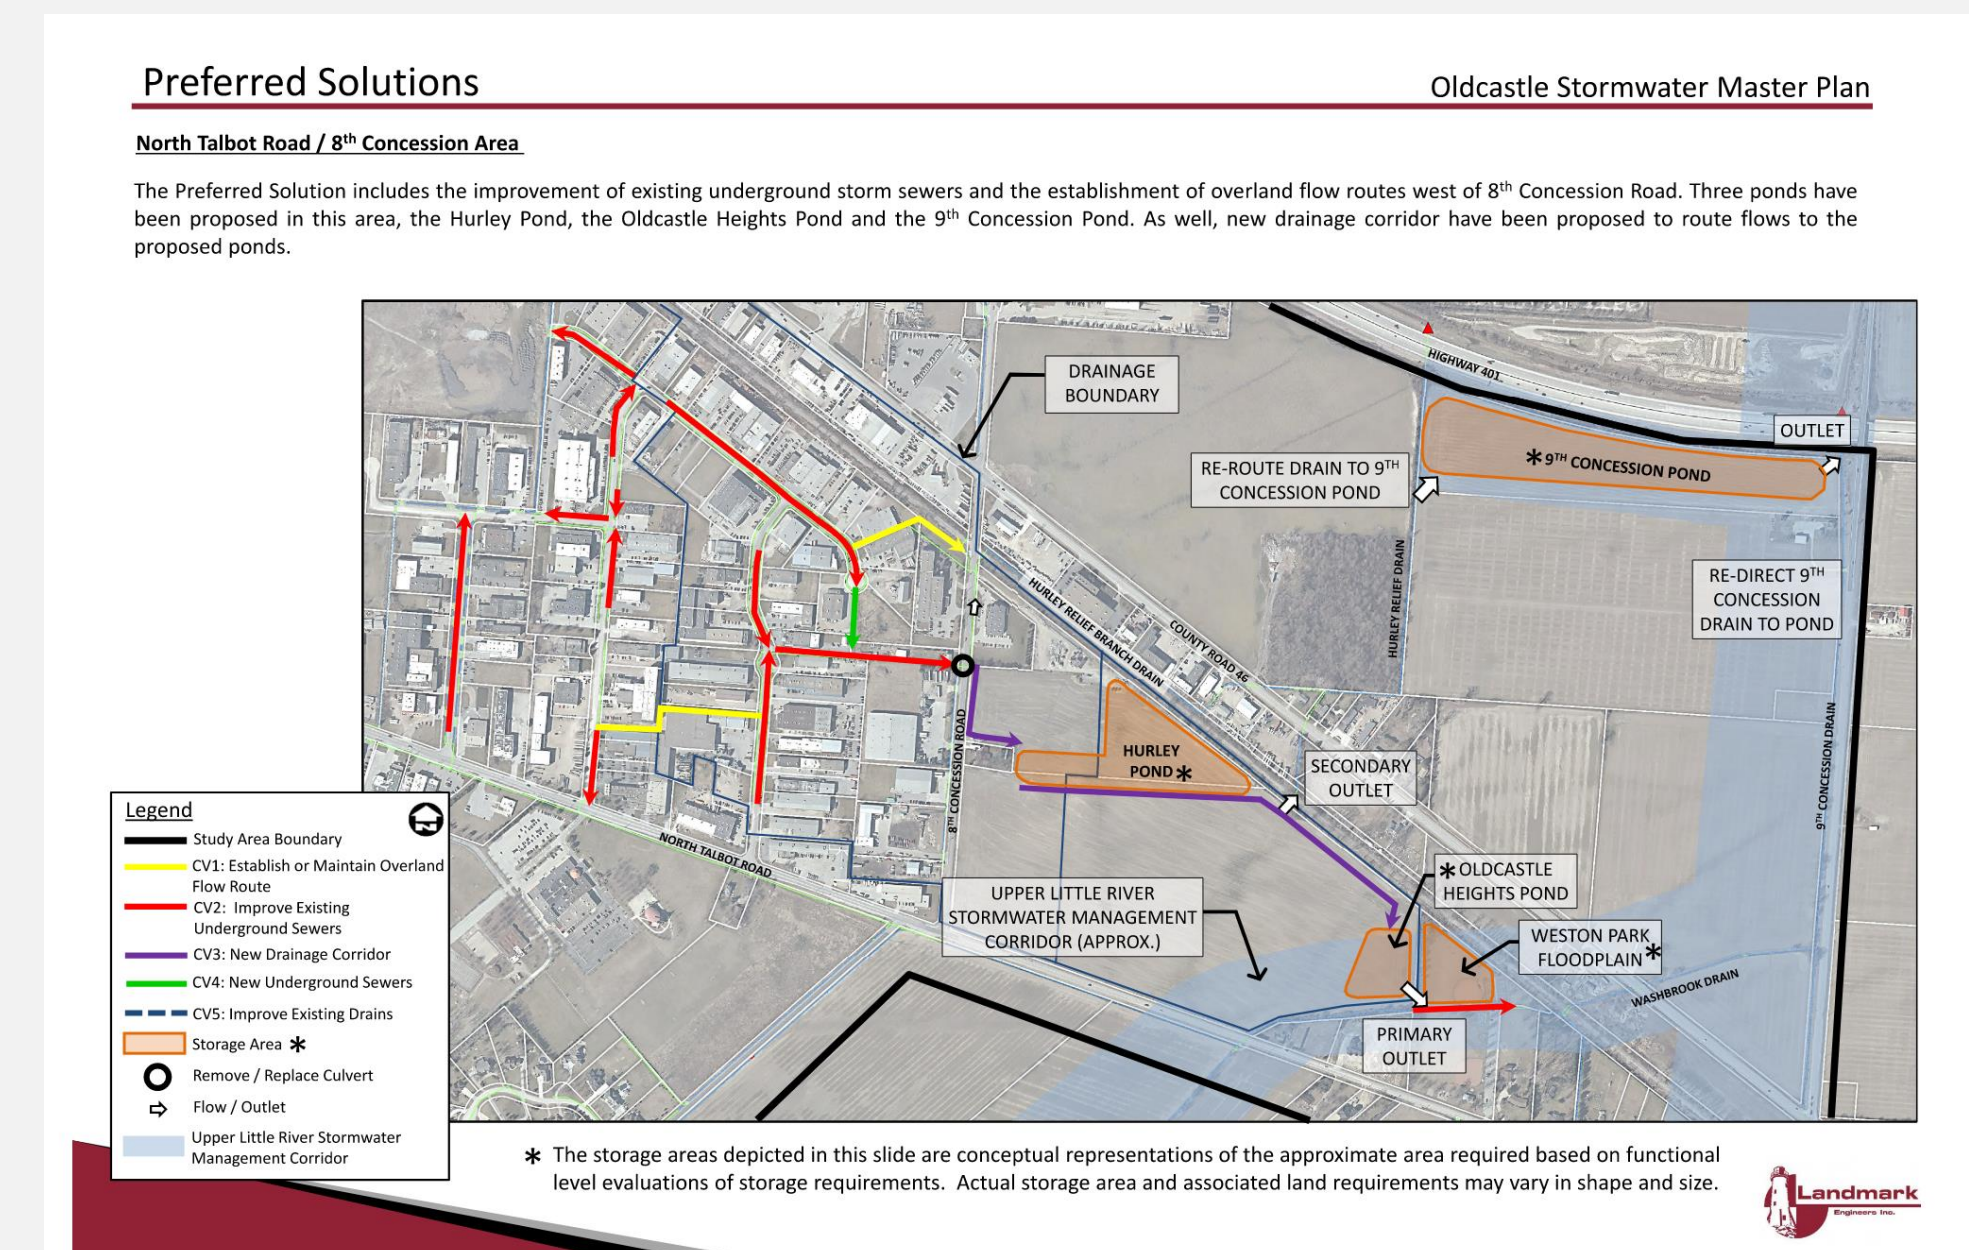 Preferred Solutions
Oldcastle Stormwater Master Plan
North Talbot Road / 8th Concession Area
The Preferred Solution includes the improvement of existing underground storm sewers and the establishment of overland flow routes west of 8th Concession Road. Three ponds have
been proposed in this area, the Hurley Pond, the Oldcastle Heights Pond and the 9th Concession Pond. As well, new drainage corridor have been proposed to route flows to the
proposed ponds.
DRAINAGE
BOUNDARY
HIGHWAY 401
OUTLET
*9TH CONCESSION POND
RE-ROUTE DRAIN TO 9TH
CONCESSION POND
HURLEY RELIEF DRAIN
RE-DIRECT 9TH
CONCESSION
DRAIN TO POND
HURLEY RELIEF BRANCH DRAIN
COUNTY ROAD 46
8TH CONCESSION ROAD
HURLEY
POND*
SECONDARY
OUTLET
9TH CONCESSION DRAIN
NORTH TALBOT ROAD
*OLDCASTLE
HEIGHTS POND
UPPER LITTLE RIVER
STORMWATER MANAGEMENT
CORRIDOR (APPROX.)
WESTON PARK
FLOODPLAIN*
WASHBROOK DRAIN
PRIMARY
OUTLET
Legend
N
Study Area Boundary
CV1: Establish or Maintain Overland
Flow Route
CV2: Improve Existing
Underground Sewers
CV3: New Drainage Corridor
CV4: New Underground Sewers
CV5: Improve Existing Drains
Storage Area *
Remove / Replace Culvert
Flow / Outlet
Upper Little River Stormwater
Management Corridor
* The storage areas depicted in this slide are conceptual representations of the approximate area required based on functional
level evaluations of storage requirements. Actual storage area and associated land requirements may vary in shape and size.
Landmark
Engineers Inc.